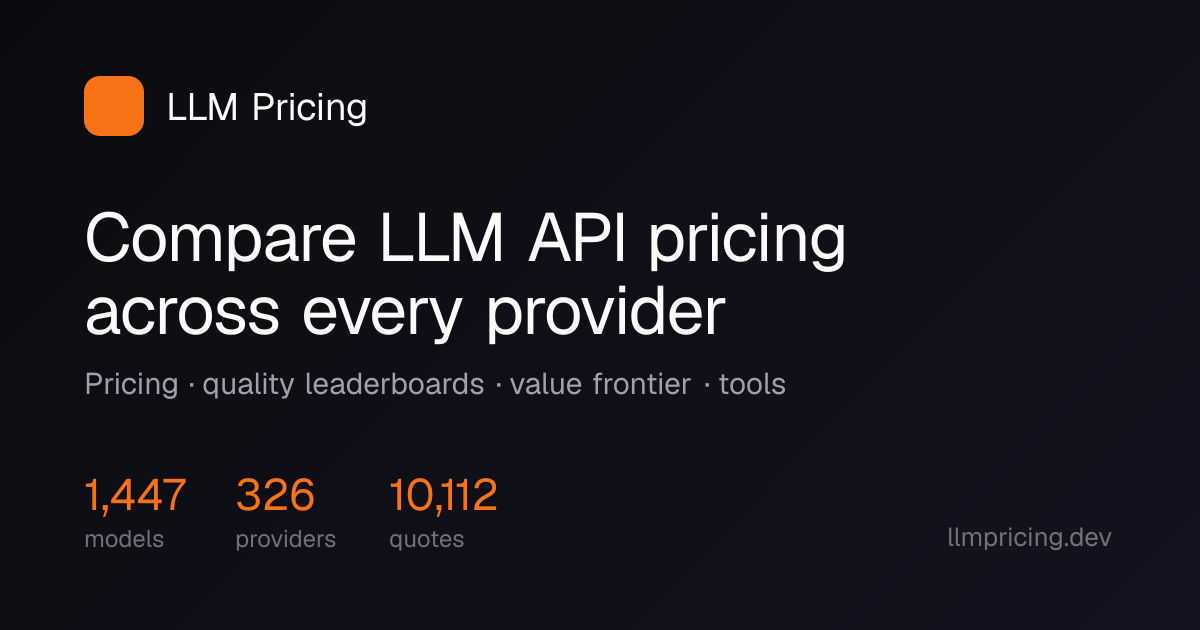 LLM Pricing
Compare LLM API pricing
across every provider
Pricing · quality leaderboards · value frontier · tools
1,447 326 10,112
models providers quotes
llmpricing.dev